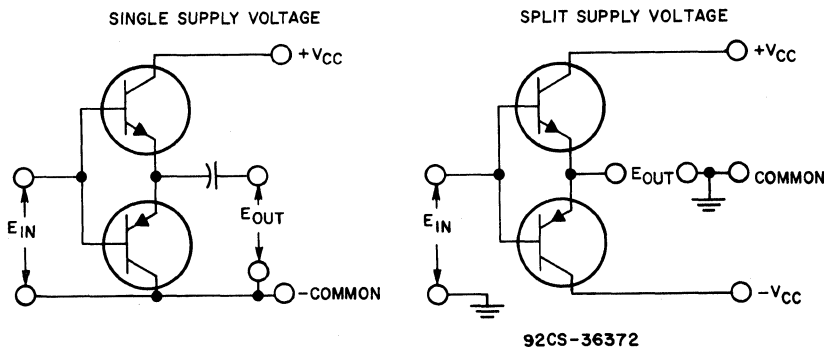 SINGLE SUPPLY VOLTAGE
+VCC
EIN
EOUT
-COMMON
SPLIT SUPPLY VOLTAGE
+VCC
EOUT
COMMON
EIN
-VCC
92CS-36372